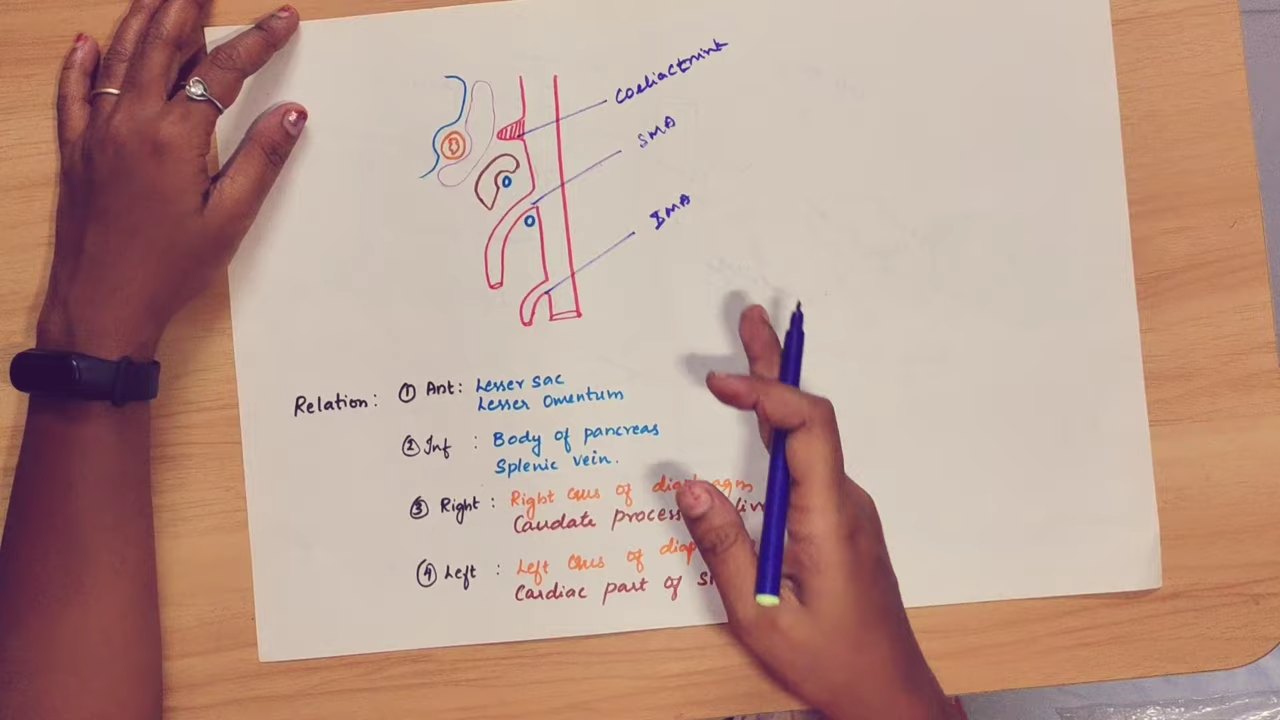 Coeliac trunk
SMA
IMA
Relation: ① Ant: Lesser sac
Lesser Omentum
② Inf : Body of pancreas
Splenic vein.
③ Right : Right Crus of
Caudate
④ Left : Left Crus of
Cardiac part of